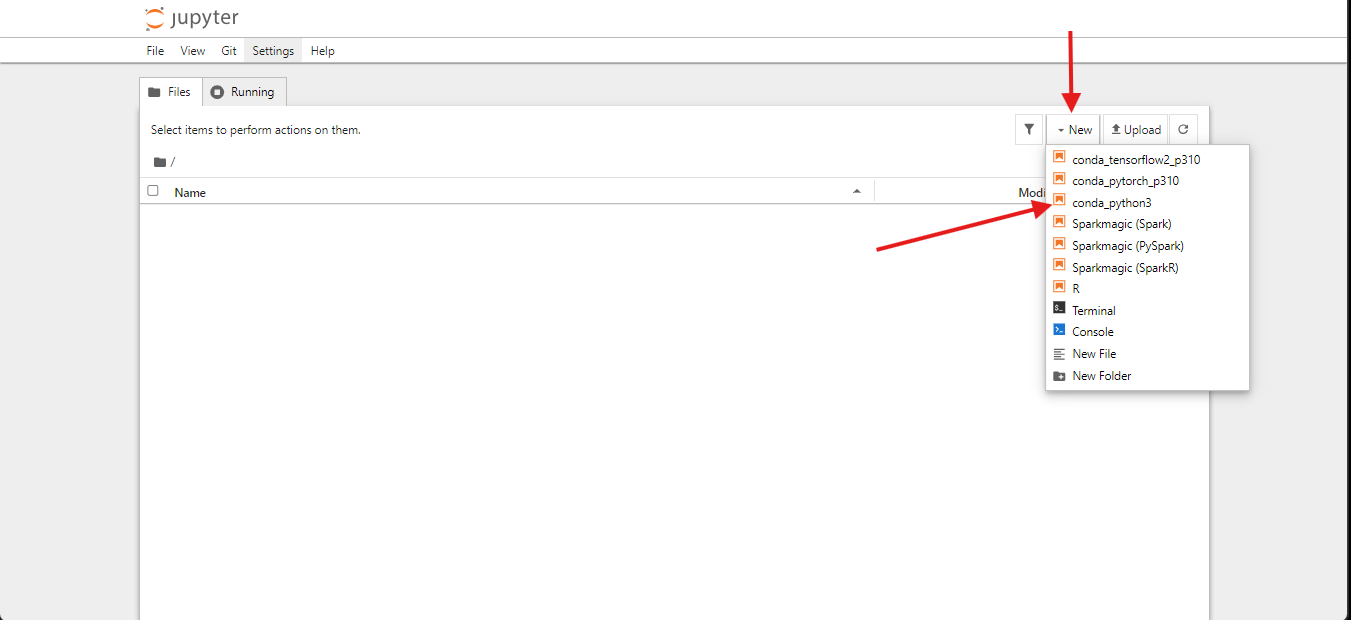 jupyter
File View Git Settings Help
Files Running
Select items to perform actions on them.
New Upload
/
Name Modi
conda_tensorflow2_p310
conda_pytorch_p310
conda_python3
Sparkmagic (Spark)
Sparkmagic (PySpark)
Sparkmagic (SparkR)
R
Terminal
Console
New File
New Folder